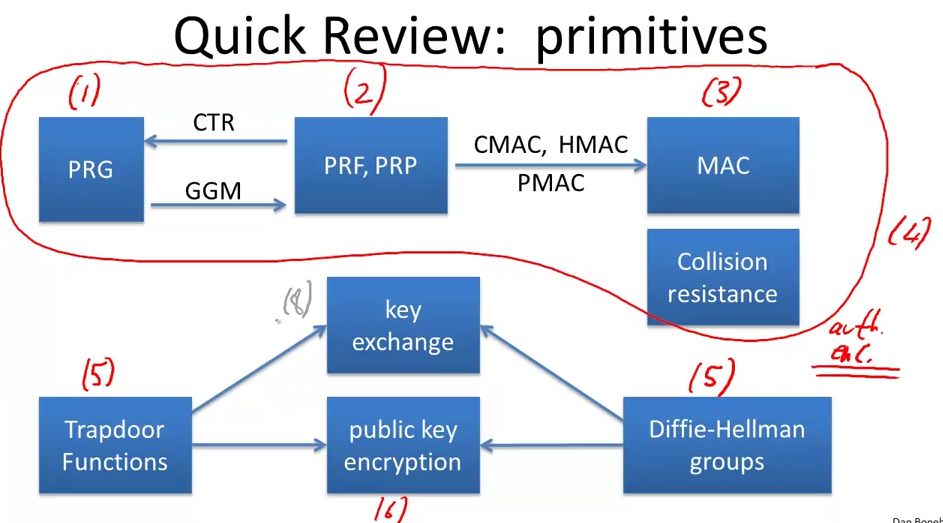 Quick Review: primitives
(1)
(2)
(3)
CTR
GGM
PRG
PRF, PRP
CMAC, HMAC
PMAC
MAC
(4)
Collision
resistance
auth.
enc.
(8)
key
exchange
(5)
(5)
Trapdoor
Functions
public key
encryption
Diffie-Hellman
groups
(6)
Dan Boneh